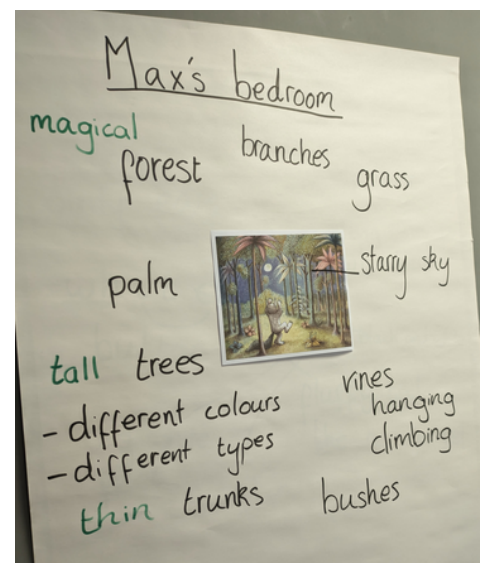 Max's bedroom
magical
forest
branches
grass
palm
starry sky
tall trees
- different colours
- different types
thin trunks
vines
hanging
climbing
bushes